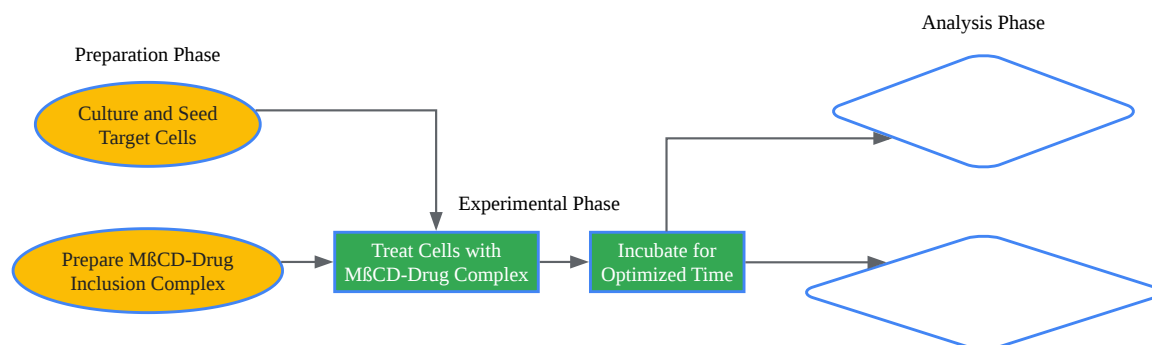 Analysis Phase
Preparation Phase
Culture and Seed
Target Cells
Experimental Phase
Prepare MßCD-Drug
Inclusion Complex
Treat Cells with
MßCD-Drug Complex
Incubate for
Optimized Time